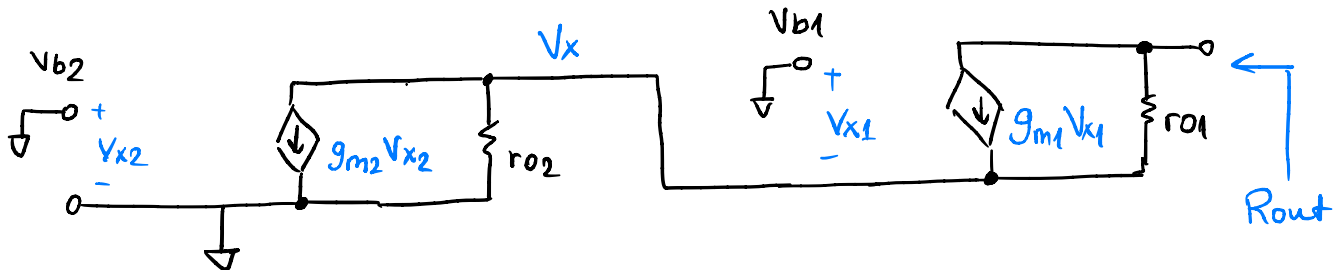 Vb2
+
Vx2
-
gm2Vx2
ro2
Vx
Vb1
+
Vx1
-
gm1Vx1
ro1
Rout